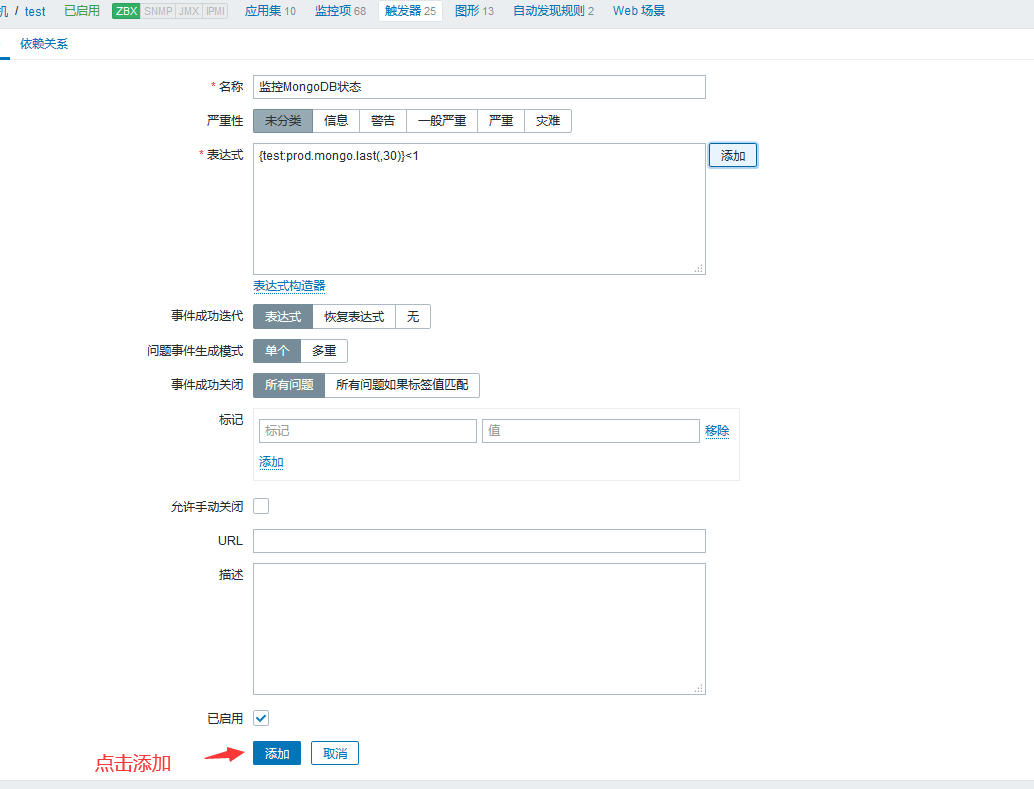 机 / test 已启用 ZBX SNMP JMX IPMI 应用集 10 监控项 68 触发器 25 图形 13 自动发现规则 2 Web 场景
依赖关系
* 名称 监控MongoDB状态
严重性 未分类 信息 警告 一般严重 严重 灾难
* 表达式 {test:prod.mongo.last(,30)}<1 添加
表达式构造器
事件成功迭代 表达式 恢复表达式 无
问题事件生成模式 单个 多重
事件成功关闭 所有问题 所有问题如果标签值匹配
标记 标记 值 移除
添加
允许手动关闭
URL
描述
已启用
点击添加 添加 取消